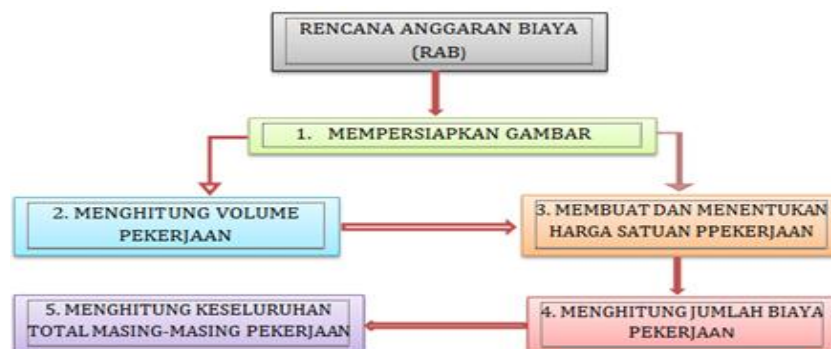 RENCANA ANGGARAN BIAYA
(RAB)
1. MEMPERSIAPKAN GAMBAR
2. MENGHITUNG VOLUME
PEKERJAAN
3. MEMBUAT DAN MENENTUKAN
HARGA SATUAN PPEKERJAAN
4. MENGHITUNG JUMLAH BIAYA
PEKERJAAN
5. MENGHITUNG KESELURUHAN
TOTAL MASING-MASING PEKERJAAN